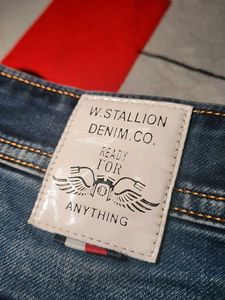 W.STALLION
DENIM.CO.
READY
FOR
ANYTHING